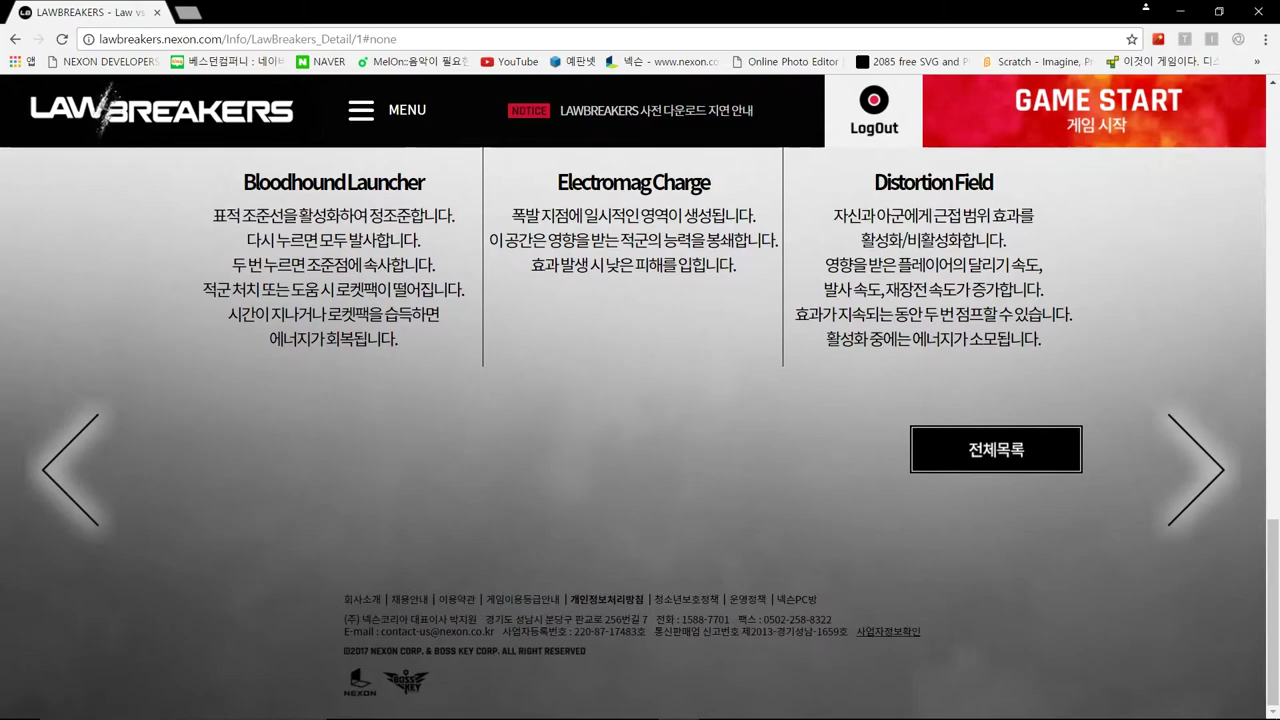 LAWBREAKERS - Law vs
lawbreakers.nexon.com/Info/LawBreakers_Detail/1#none
앱 NEXON DEVELOPERS 베스던컴퍼니 : 네이버 NAVER MelOn::음악이 필요한 YouTube 예판넷 넥슨 - www.nexon.co Online Photo Editor 2085 free SVG and P Scratch - Imagine, Pr 이것이 게임이다. 디스 »
LAWBREAKERS MENU NOTICE LAWBREAKERS 사전 다운로드 지연 안내 LogOut GAME START
게임 시작
Bloodhound Launcher
표적 조준선을 활성화하여 정조준합니다.
다시 누르면 모두 발사합니다.
두 번 누르면 조준점에 속사합니다.
적군 처치 또는 도움 시 로켓팩이 떨어집니다.
시간이 지나거나 로켓팩을 습득하면
에너지가 회복됩니다.
Electromag Charge
폭발 지점에 일시적인 영역이 생성됩니다.
이 공간은 영향을 받는 적군의 능력을 봉쇄합니다.
효과 발생 시 낮은 피해를 입힙니다.
Distortion Field
자신과 아군에게 근접 범위 효과를
활성화/비활성화합니다.
영향을 받은 플레이어의 달리기 속도,
발사 속도, 재장전 속도가 증가합니다.
효과가 지속되는 동안 두 번 점프할 수 있습니다.
활성화 중에는 에너지가 소모됩니다.
전체목록
회사소개 | 채용안내 | 이용약관 | 게임이용등급안내 | 개인정보처리방침 | 청소년보호정책 | 운영정책 | 넥슨PC방
(주) 넥슨코리아 대표이사 박지원 경기도 성남시 분당구 판교로 256번길 7 전화 : 1588-7701 팩스 : 0502-258-8322
E-mail : contact-us@nexon.co.kr 사업자등록번호 : 220-87-17483호 통신판매업 신고번호 제2013-경기성남-1659호 사업자정보확인
©2017 NEXON CORP. & BOSS KEY CORP. ALL RIGHT RESERVED
NEXON BOSS KEY